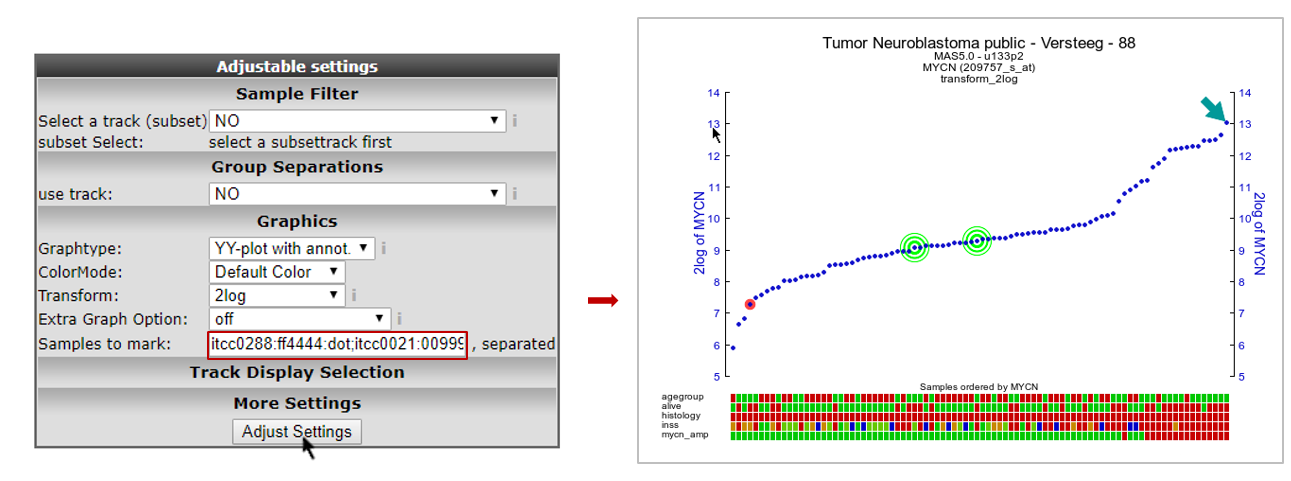 Adjustable settings
Sample Filter
Select a track (subset) NO ▼ i
subset Select: select a subsettrack first
Group Separations
use track: NO ▼ i
Graphics
Graphtype: YY-plot with annot. ▼ i
ColorMode: Default Color ▼
Transform: 2log ▼ i
Extra Graph Option: off ▼ i
Samples to mark: itcc0288:ff4444:dot;itcc0021:00999 , separated
Track Display Selection
More Settings
Adjust Settings
Tumor Neuroblastoma public - Versteeg - 88
MAS5.0 - u133p2
MYCN (209757_s_at)
transform_2log
14 14
13 13
12 12
11 11
10 10
9 9
8 8
7 7
6 6
5 5
2log of MYCN
2log of MYCN
Samples ordered by MYCN
agegroup
alive
histology
inss
mycn_amp